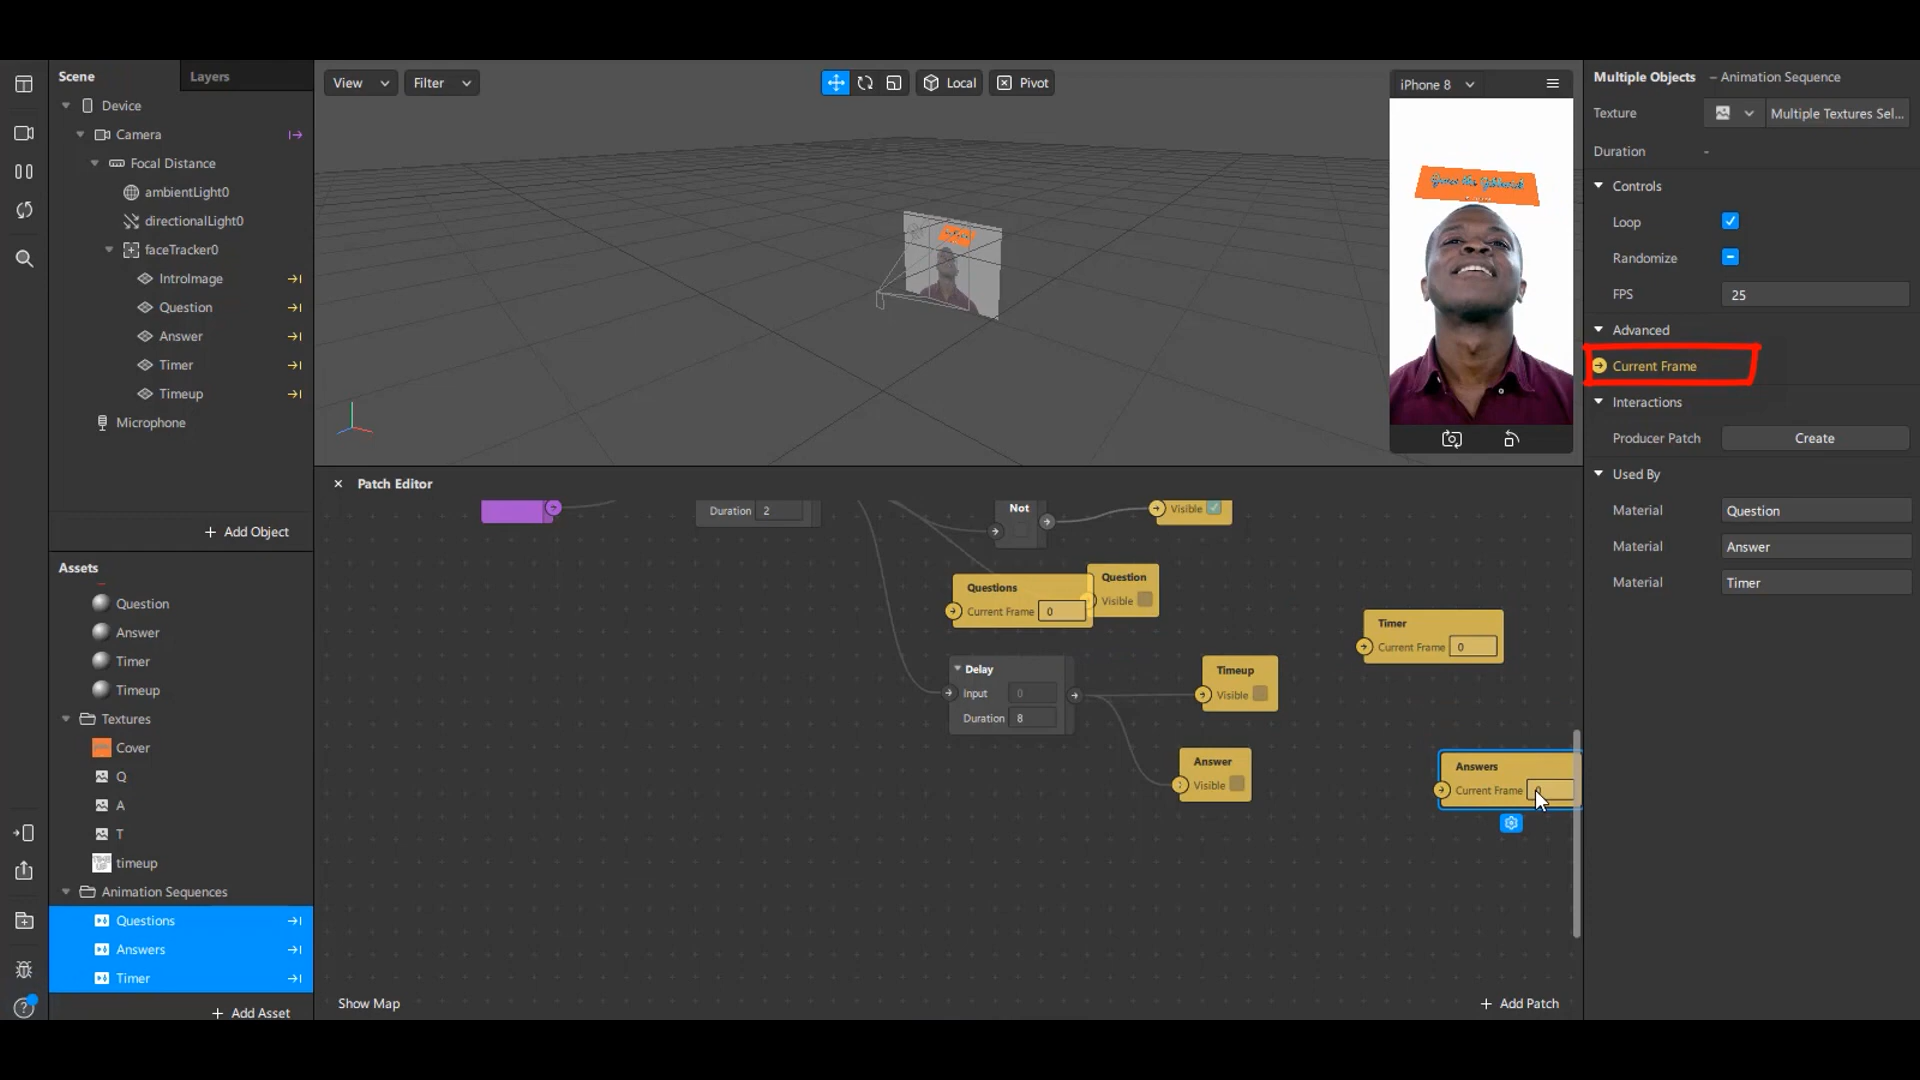 Scene
Layers
Device
Camera
Focal Distance
ambientLight0
directionalLight0
faceTracker0
IntroImage
Question
Answer
Timer
Timeup
Microphone
+ Add Object
Assets
Question
Answer
Timer
Timeup
Textures
Cover
Q
A
T
timeup
Animation Sequences
Questions
Answers
Timer
+ Add Asset
View
Filter
Local
Pivot
iPhone 8
Patch Editor
Duration 2
Not
Visible
Questions
Current Frame 0
Question
Visible
Delay
Input 0
Duration 8
Timeup
Visible
Answer
Visible
Timer
Current Frame 0
Answers
Current Frame
Show Map
+ Add Patch
Multiple Objects – Animation Sequence
Texture
Multiple Textures Sel...
Duration -
Controls
Loop
Randomize
FPS 25
Advanced
Current Frame
Interactions
Producer Patch Create
Used By
Material Question
Material Answer
Material Timer